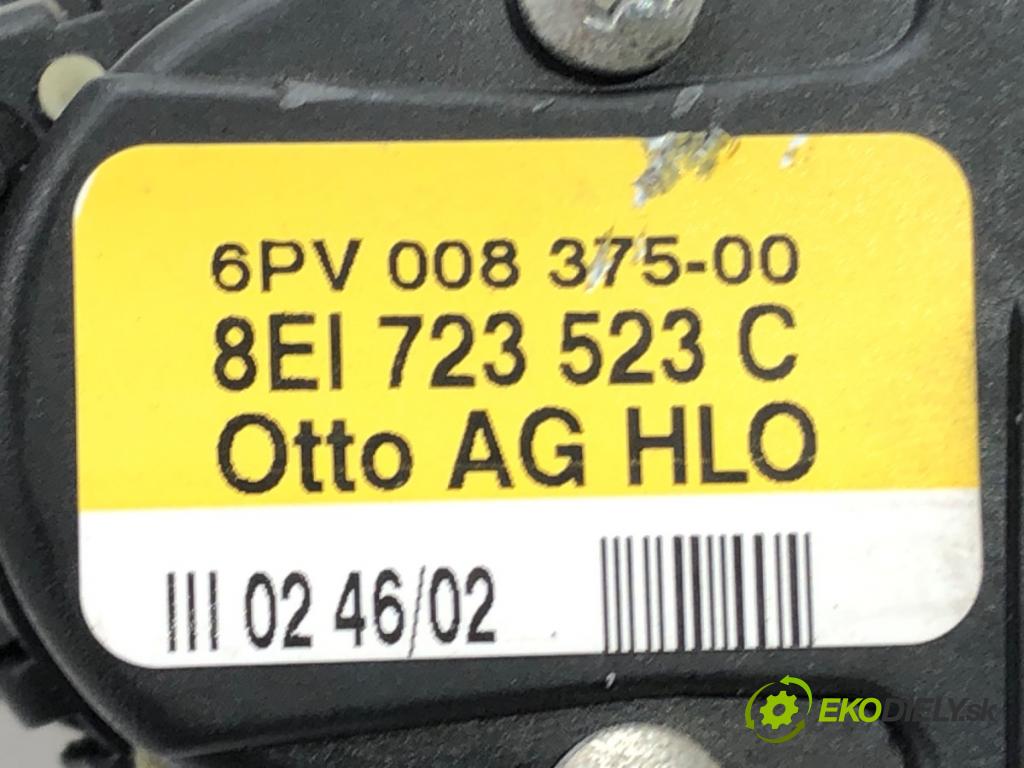 6PV 008 375-00
8EI 723 523 C
Otto AG HLO
III 02 46/02
EKODIELY.sk